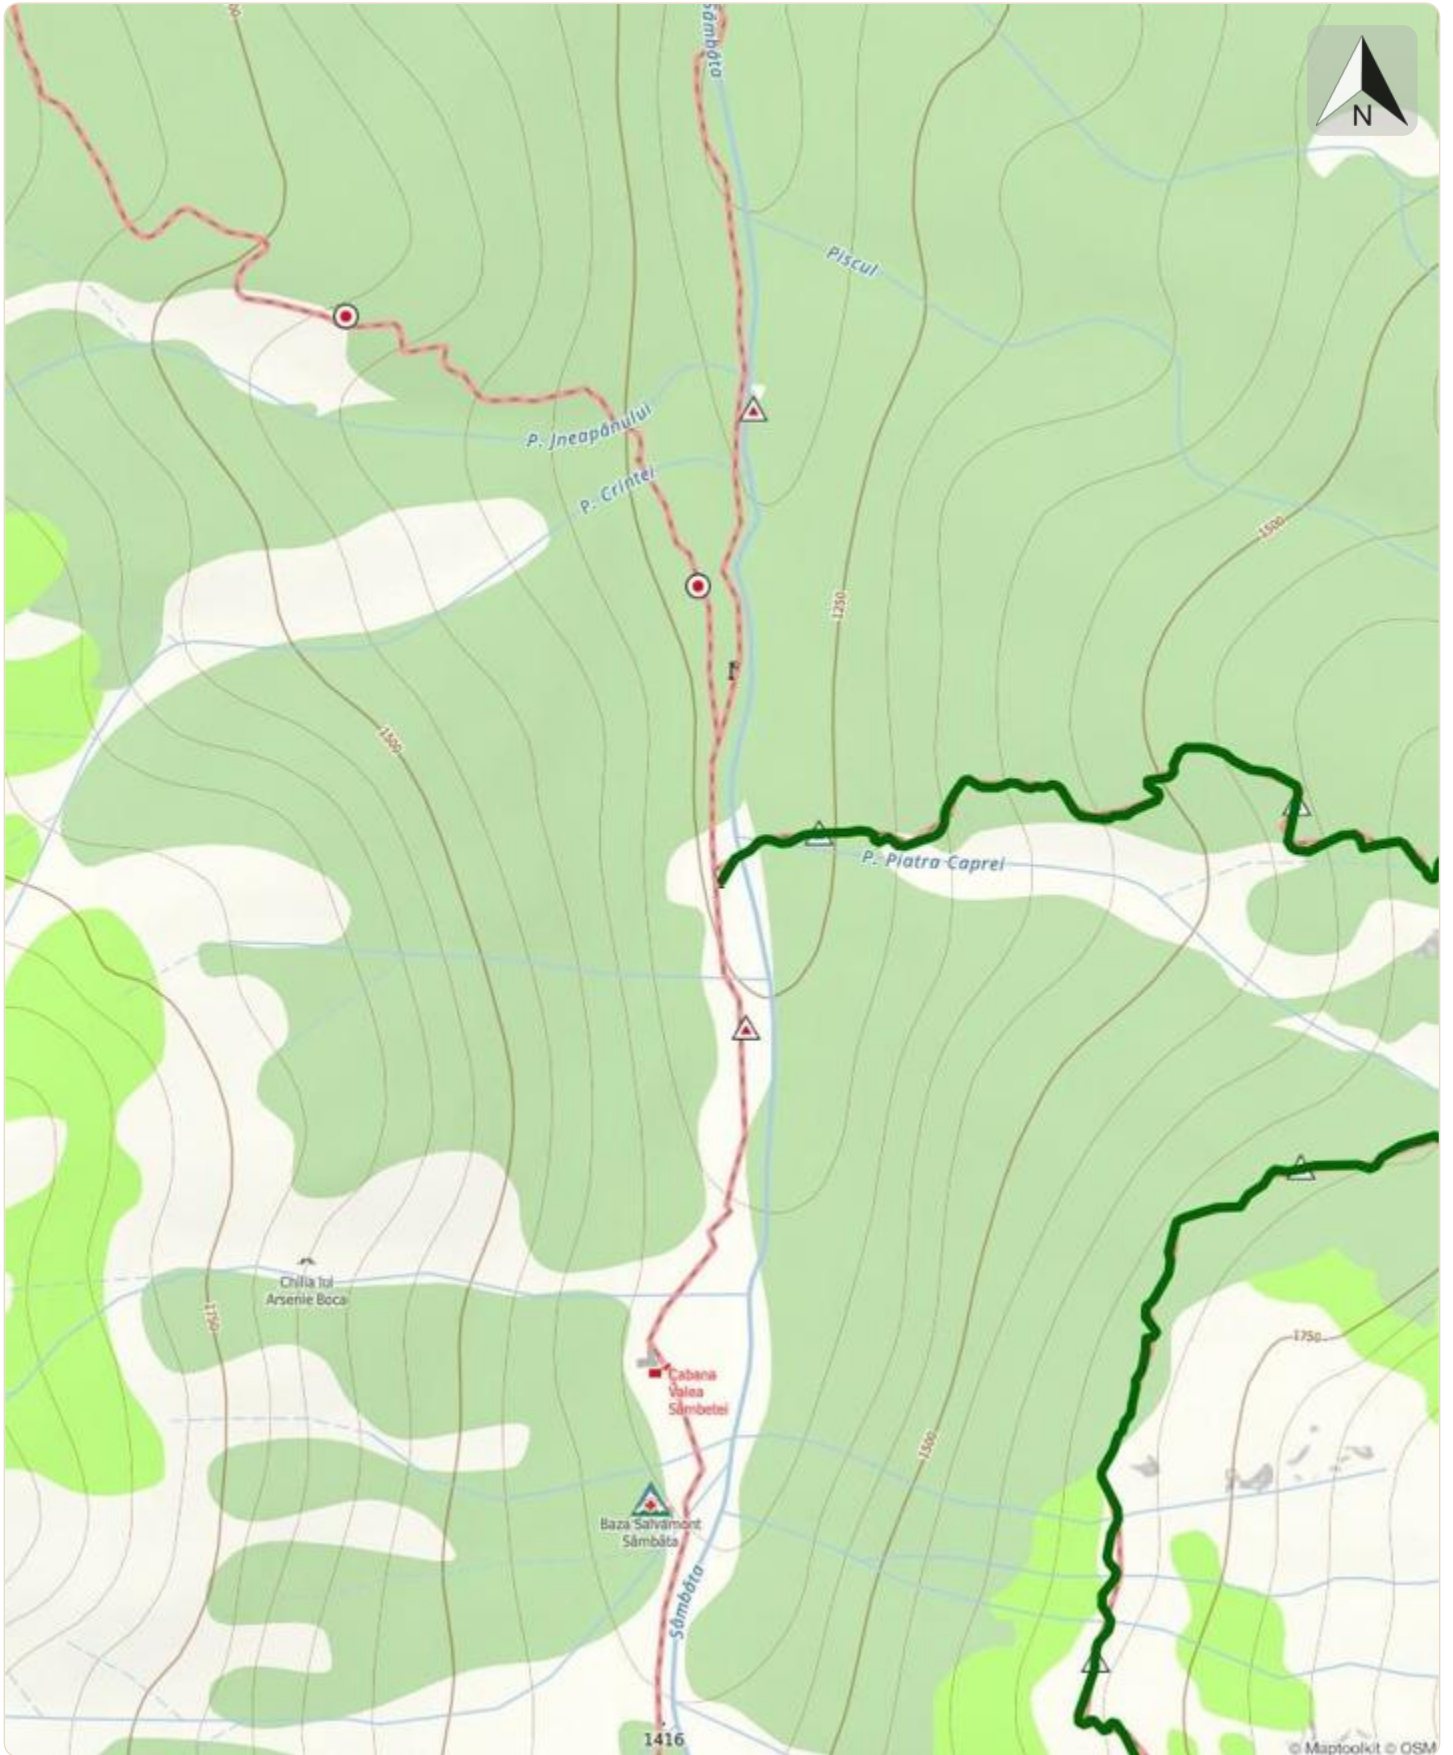 Sâmbăta
N
Piscul
P. Jneapănului
P. Crintei
1500
1250
1500
P. Piatra Caprei
Chilia lui
Arsenie Boca
1750
1750
Cabana
Valea
Sâmbetei
1500
Baza Salvamont
Sâmbăta
Sâmbăta
1416
© Maptoolkit © OSM